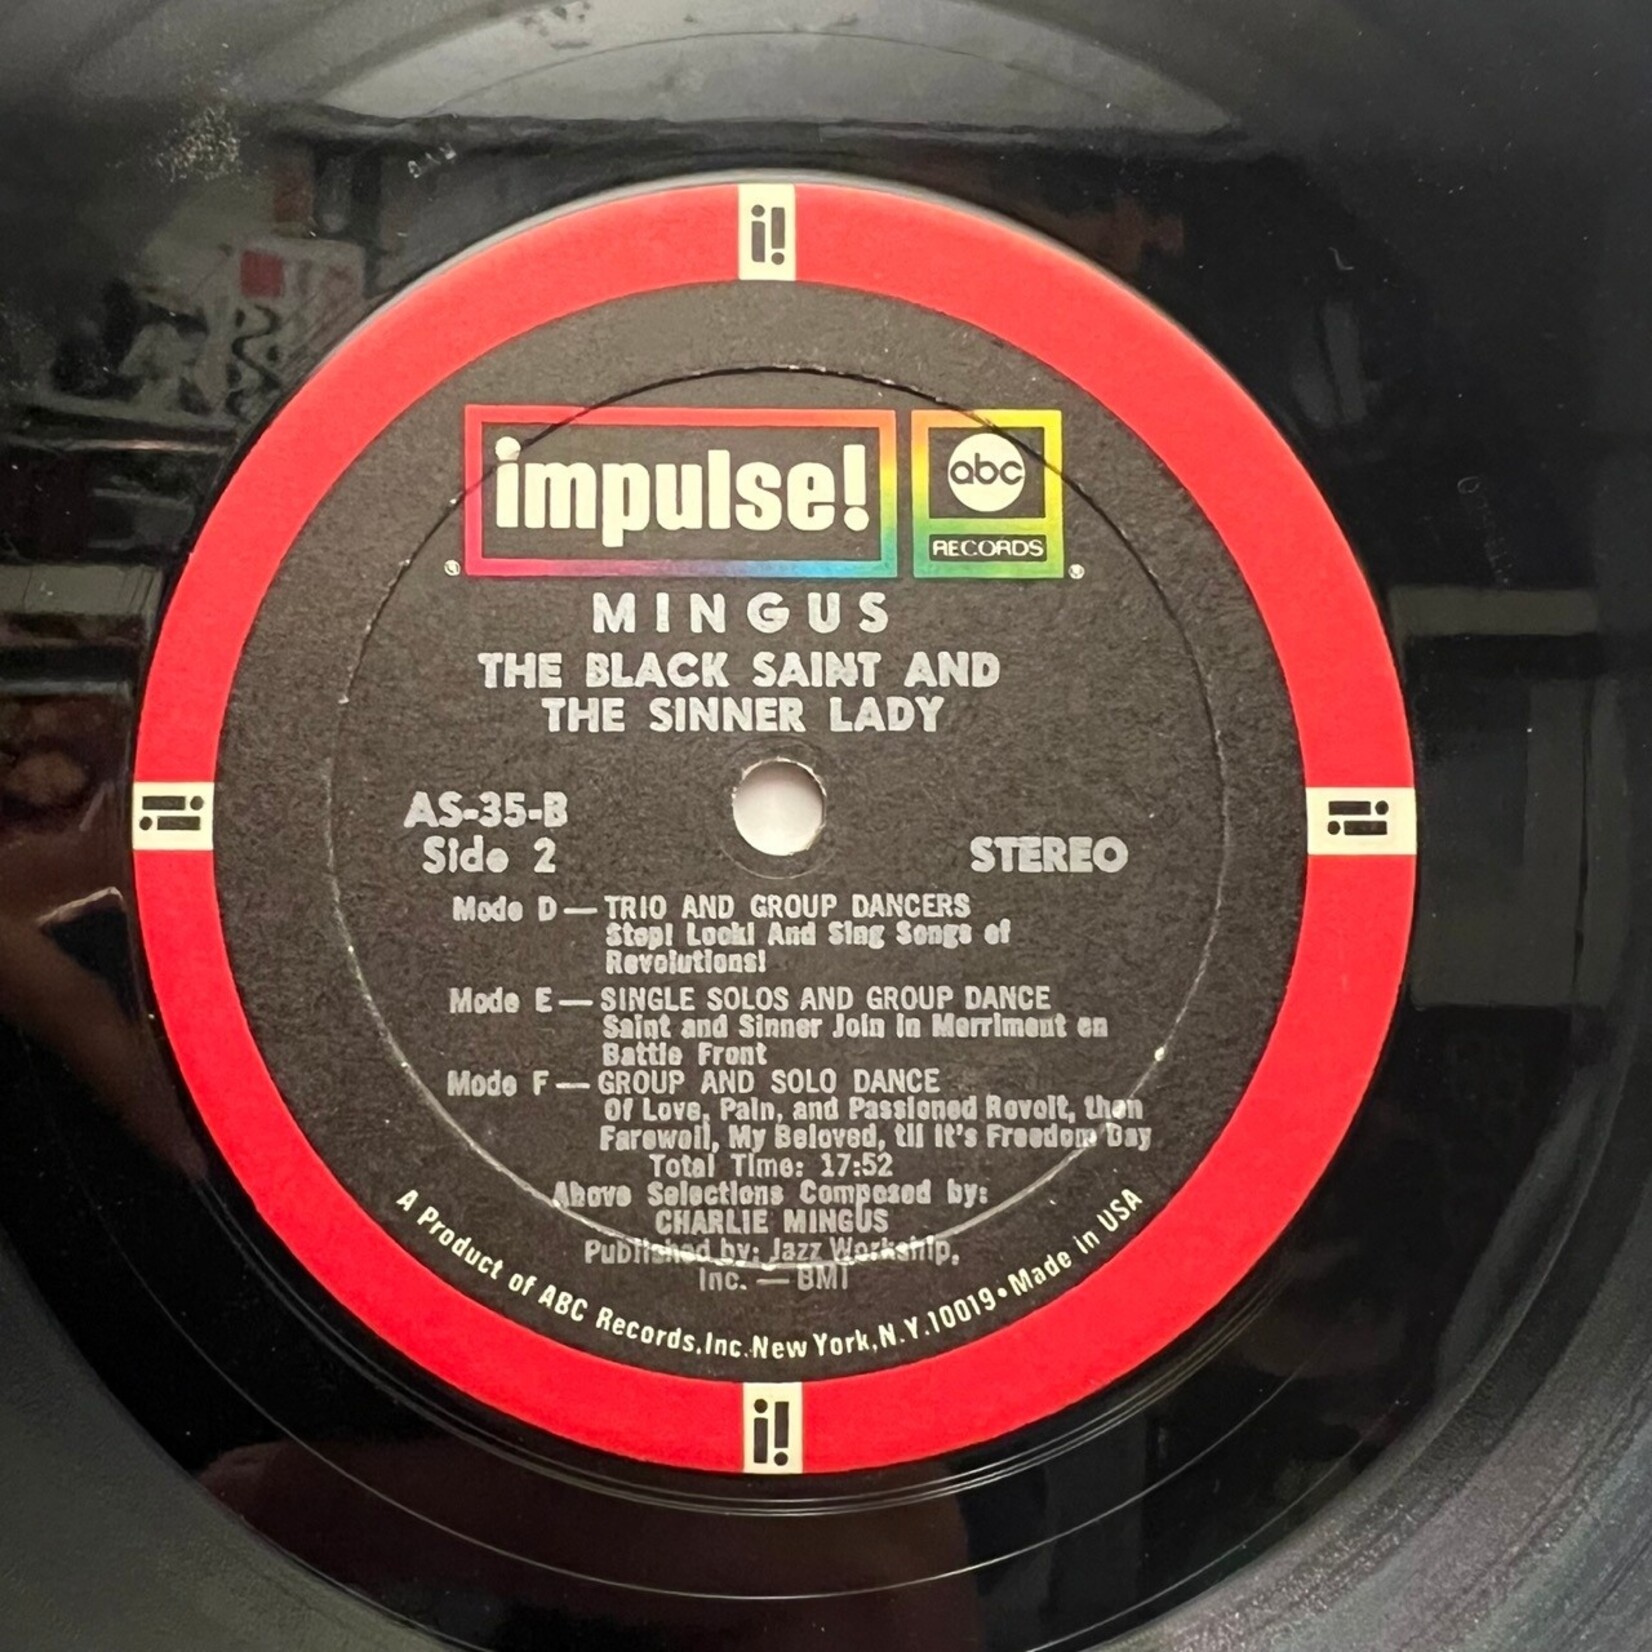 i!
impulse!
abc
RECORDS
®
®
MINGUS
THE BLACK SAINT AND
THE SINNER LADY
AS-35-B
Side 2
STEREO
i!
i!
Mode D — TRIO AND GROUP DANCERS
Stop! Look! And Sing Songs of
Revolutions!
Mode E — SINGLE SOLOS AND GROUP DANCE
Saint and Sinner Join in Merriment on
Battle Front
Mode F — GROUP AND SOLO DANCE
Of Love, Pain, and Passioned Revolt, then
Farewell, My Beloved, til It's Freedom Day
Total Time: 17:52
Above Selections Composed by:
CHARLIE MINGUS
Published by: Jazz Workship,
Inc. — BMI
A Product of ABC Records, Inc. New York, N.Y. 10019 • Made in USA
i!